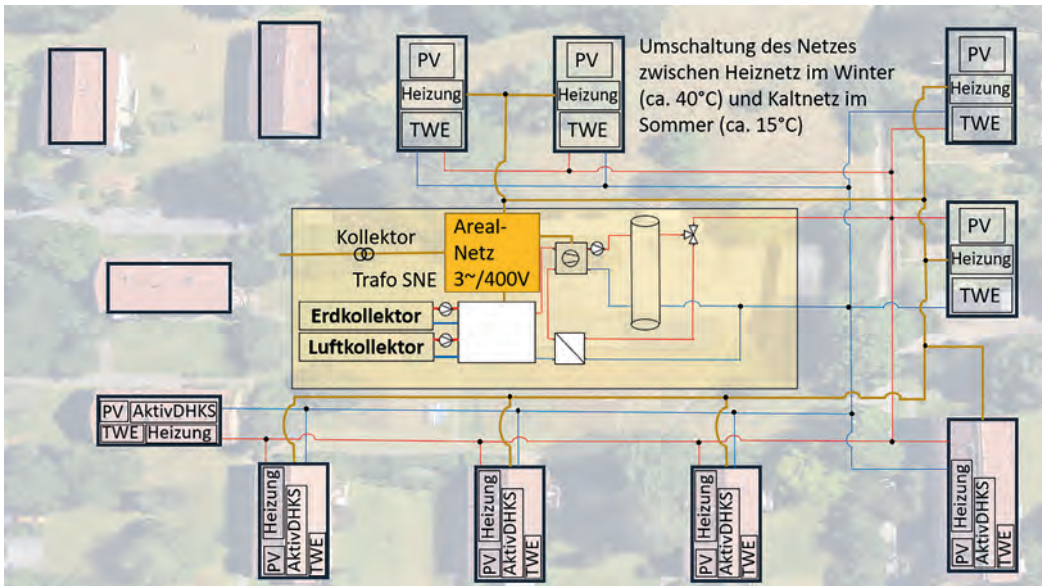 PV
Heizung
TWE
PV
Heizung
TWE
Umschaltung des Netzes
zwischen Heiznetz im Winter
(ca. 40°C) und Kaltnetz im
Sommer (ca. 15°C)
PV
Heizung
TWE
Kollektor
Trafo SNE
Areal-
Netz
3~/400V
Erdkollektor
Luftkollektor
PV
Heizung
TWE
PV AktivDHKS
TWE Heizung
PV
Heizung
AktivDHKS
TWE
PV
Heizung
AktivDHKS
TWE
PV
Heizung
AktivDHKS
TWE
PV
Heizung
AktivDHKS
TWE